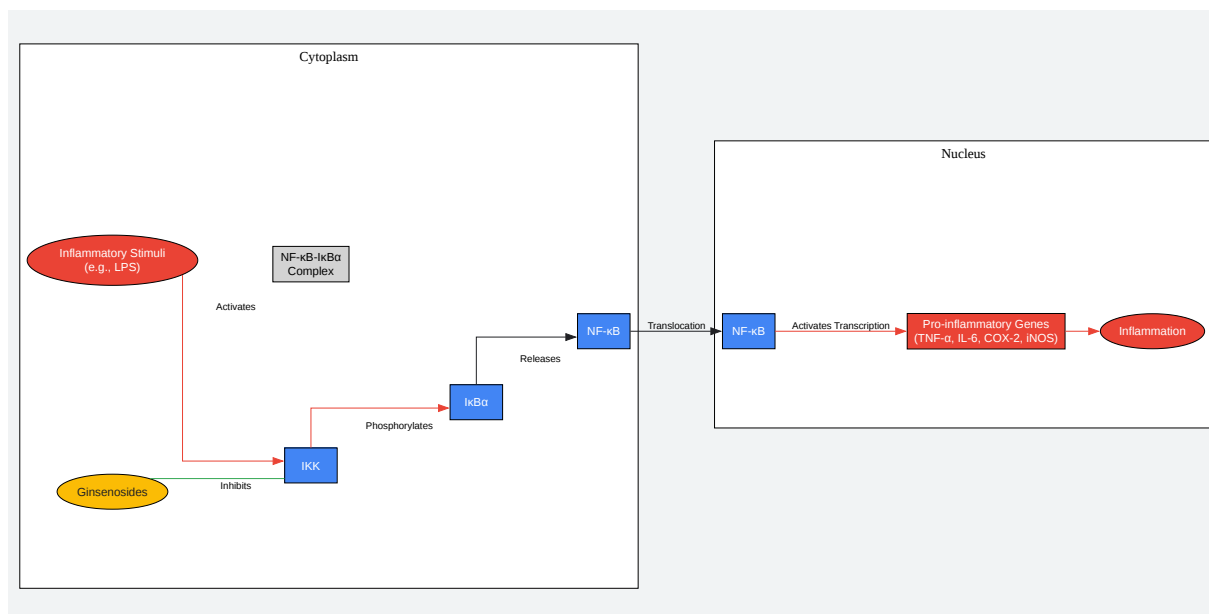 Cytoplasm
Inflammatory Stimuli
(e.g., LPS)
NF-κB-IκBα
Complex
Activates
NF-κB
Releases
IκBα
Phosphorylates
IKK
Ginsenosides
Inhibits
Translocation
Nucleus
NF-κB
Activates Transcription
Pro-inflammatory Genes
(TNF-α, IL-6, COX-2, iNOS)
Inflammation